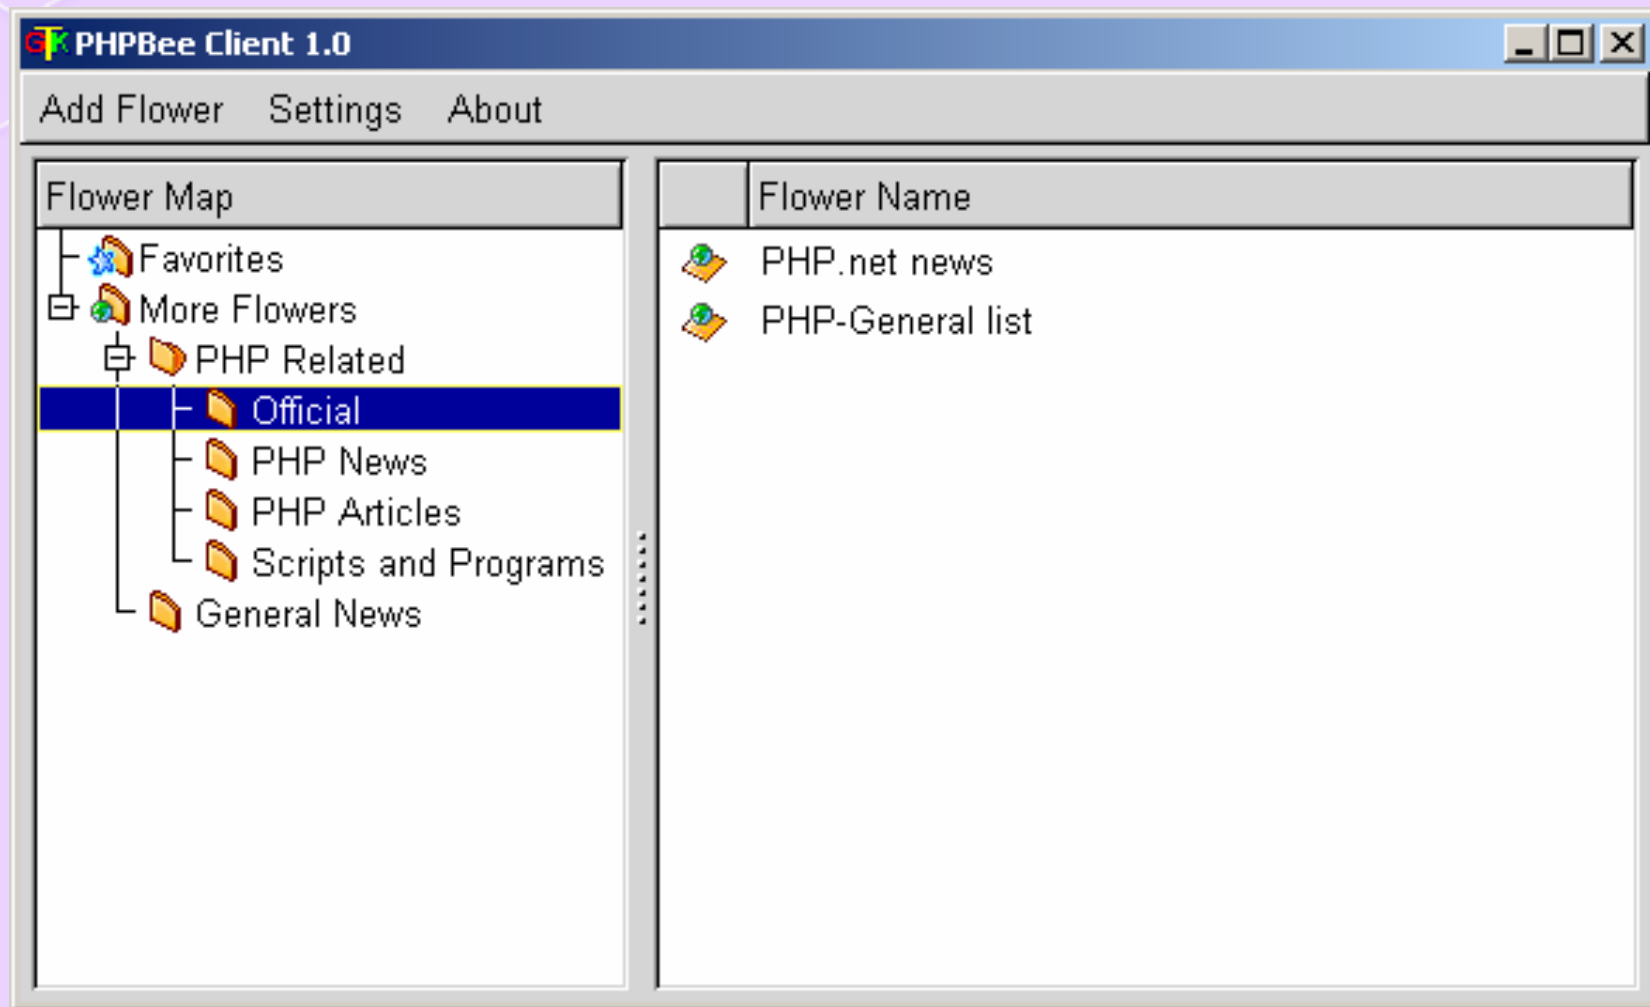 GTK PHPBee Client 1.0
Add Flower Settings About
Flower Map
Favorites
More Flowers
PHP Related
Official
PHP News
PHP Articles
Scripts and Programs
General News
Flower Name
PHP.net news
PHP-General list